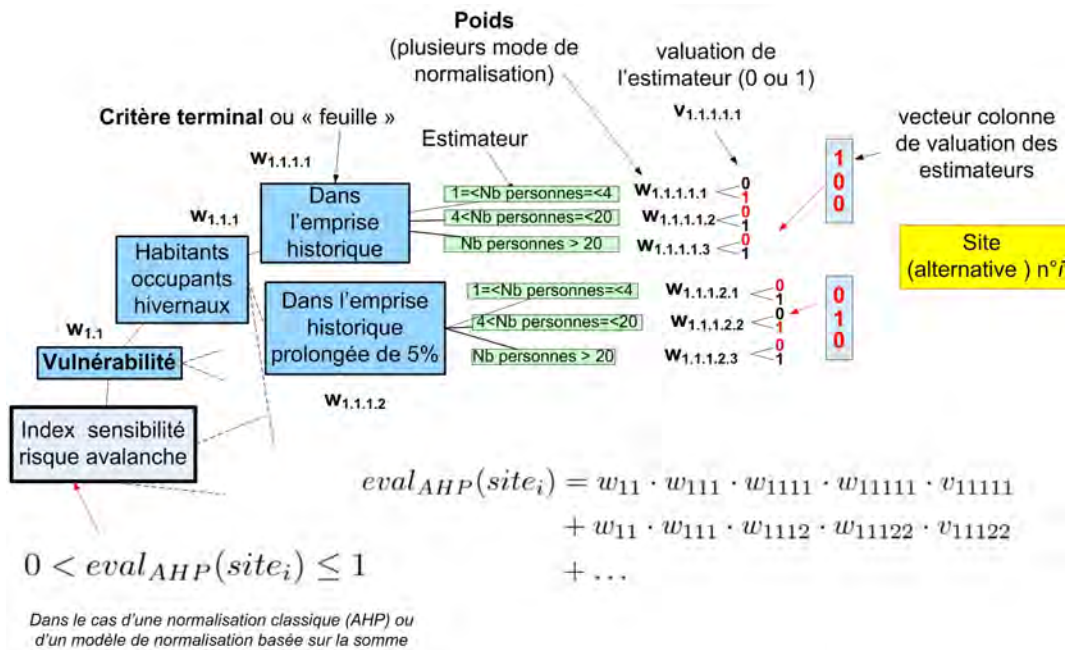 Poids
(plusieurs mode de
normalisation)
valuation de
l'estimateur (0 ou 1)
v1.1.1.1.1
Critère terminal ou « feuille »
Estimateur
vecteur colonne
de valuation des
estimateurs
w1.1.1.1
Dans
l'emprise
historique
1=<Nb personnes=<4
4<Nb personnes=<20
Nb personnes > 20
w1.1.1.1.1
w1.1.1.1.2
w1.1.1.1.3
0
1
0
1
0
1
1
0
0
w1.1.1
Habitants
occupants
hivernaux
Site
(alternative ) n°i
Dans l'emprise
historique
prolongée de 5%
1=<Nb personnes=<4
4<Nb personnes=<20
Nb personnes > 20
w1.1.1.2.1
w1.1.1.2.2
w1.1.1.2.3
0
1
0
1
0
1
0
1
0
w1.1
Vulnérabilité
w1.1.1.2
Index sensibilité
risque avalanche
evalAHP(sitei) = w11 · w111 · w1111 · w11111 · v11111
+ w11 · w111 · w1112 · w11122 · v11122
+ …
0 < evalAHP(sitei) ≤ 1
Dans le cas d'une normalisation classique (AHP) ou
d'un modèle de normalisation basée sur la somme